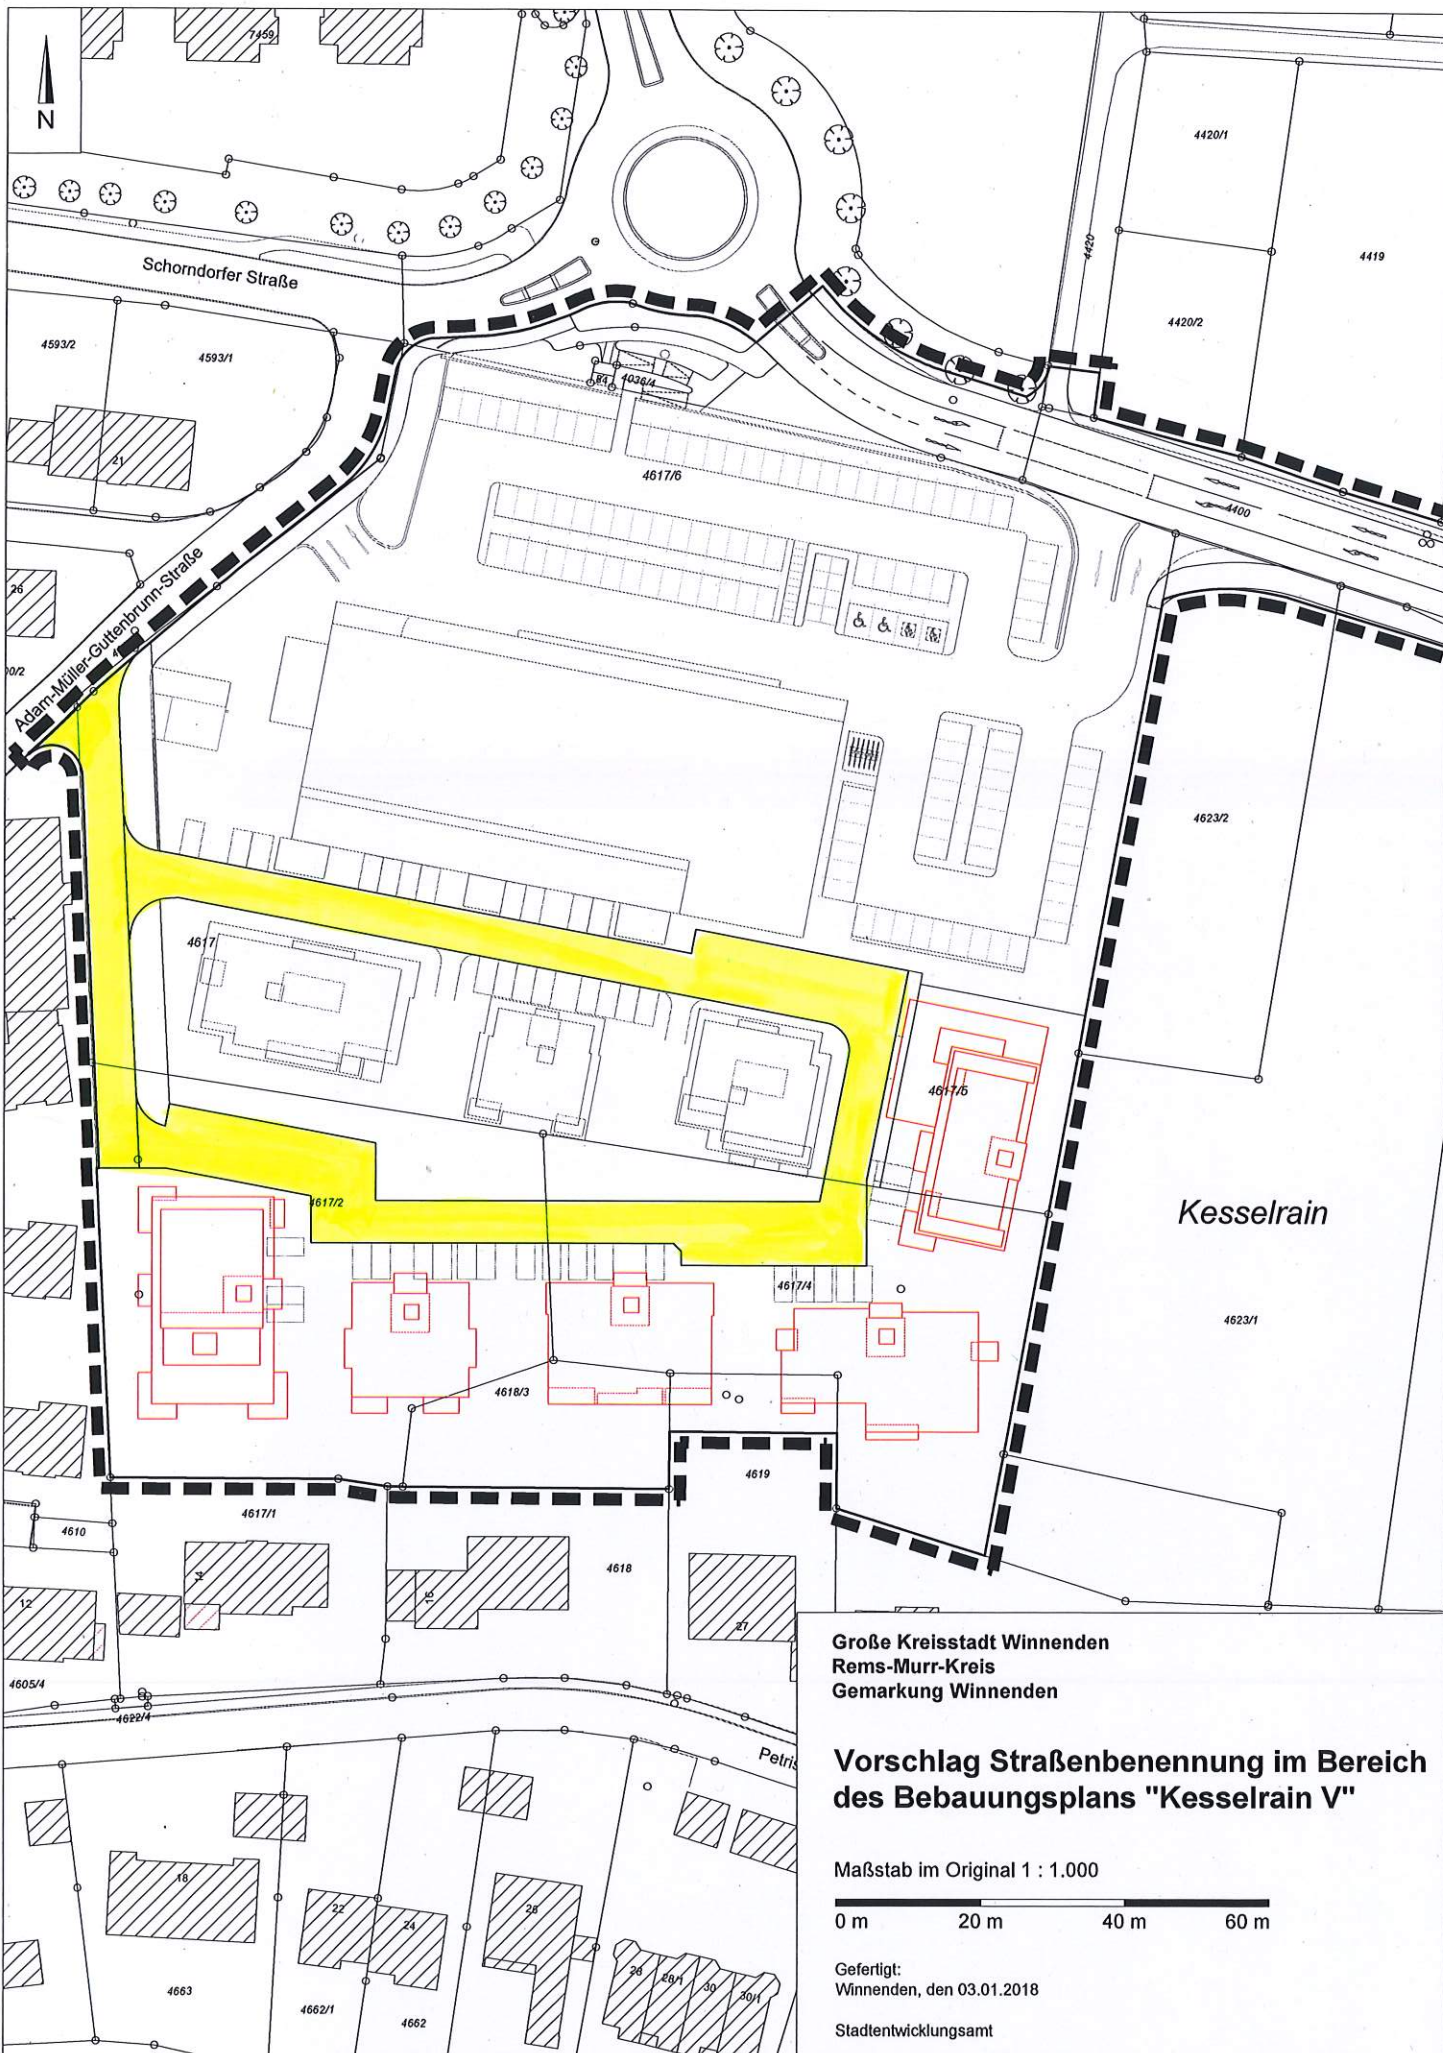 N
7459
4420/1
4420
4419
Schorndorfer Straße
4593/2
4593/1
4420/2
84
4036/4
21
4617/6
4400
26
Adam-Müller-Guttenbrunn-Straße
4623/2
4617
4617/5
4617/2
Kesselrain
4617/4
4623/1
4618/3
4619
4617/1
4610
14
16
4618
12
27
4605/4
4622/4
Große Kreisstadt Winnenden
Rems-Murr-Kreis
Gemarkung Winnenden
Vorschlag Straßenbenennung im Bereich
des Bebauungsplans "Kesselrain V"
Maßstab im Original 1 : 1.000
0 m 20 m 40 m 60 m
Gefertigt:
Winnenden, den 03.01.2018
Stadtentwicklungsamt
Petris
18
22
24
26
28
28/1
30
30/1
4663
4662/1
4662